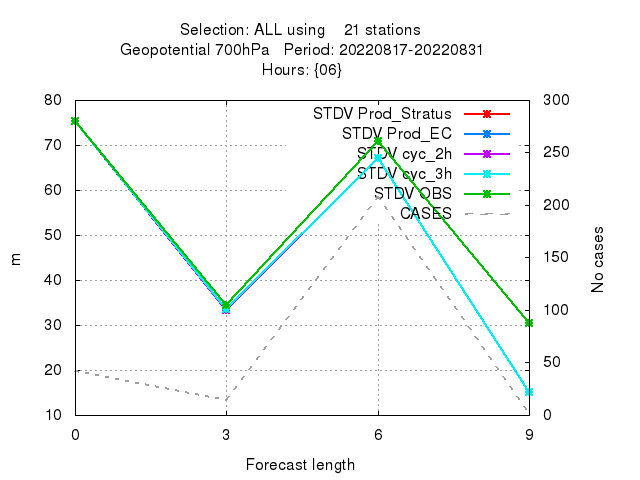 Selection: ALL using    21 stations
Geopotential 700hPa   Period: 20220817-20220831
Hours: {06}
80
70
60
50
40
30
20
10
m
300
250
200
150
100
50
0
No cases
STDV Prod_Stratus
STDV Prod_EC
STDV cyc_2h
STDV cyc_3h
STDV OBS
CASES
0 3 6 9
Forecast length